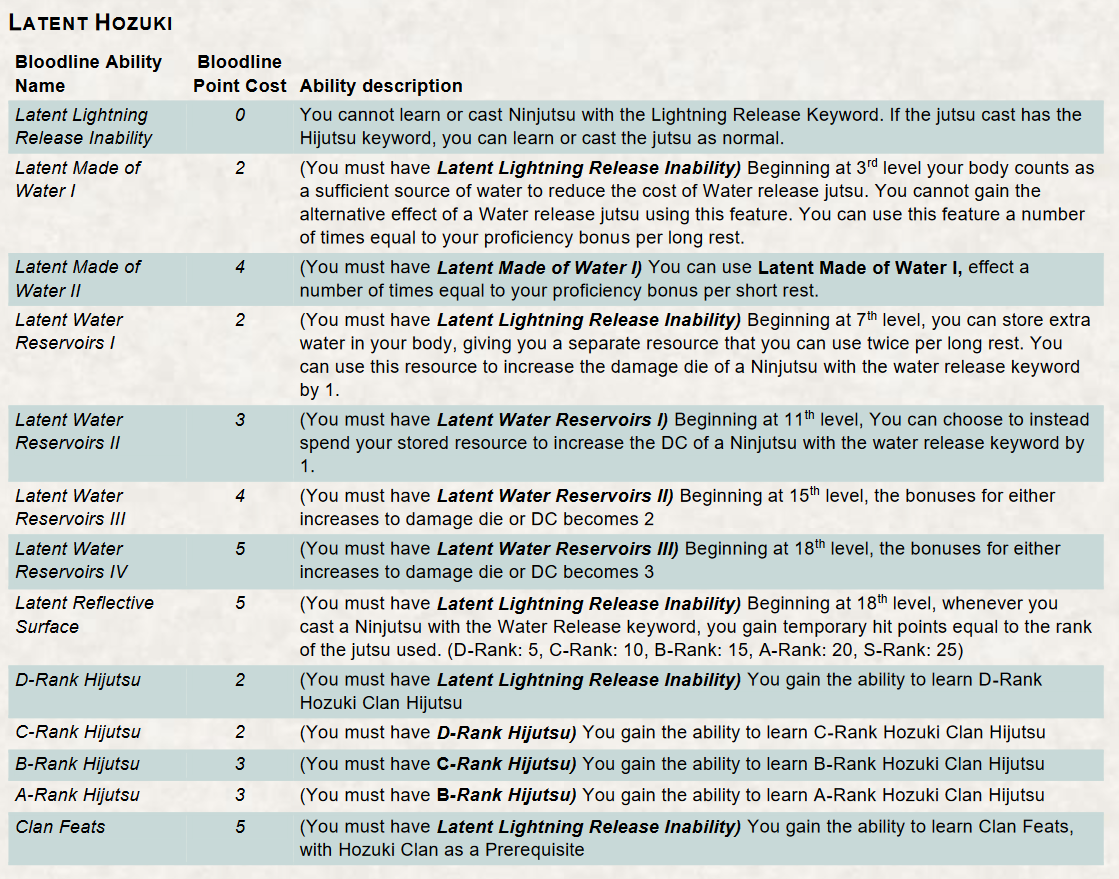 LATENT HOZUKI
Bloodline Ability Name
Bloodline Point Cost
Ability description
Latent Lightning Release Inability
0
You cannot learn or cast Ninjutsu with the Lightning Release Keyword. If the jutsu cast has the
Hijutsu keyword, you can learn or cast the jutsu as normal.
Latent Made of Water I
2
(You must have Latent Lightning Release Inability) Beginning at 3rd level your body counts as
a sufficient source of water to reduce the cost of Water release jutsu. You cannot gain the
alternative effect of a Water release jutsu using this feature. You can use this feature a number
of times equal to your proficiency bonus per long rest.
Latent Made of Water II
4
(You must have Latent Made of Water I) You can use Latent Made of Water I, effect a
number of times equal to your proficiency bonus per short rest.
Latent Water Reservoirs I
2
(You must have Latent Lightning Release Inability) Beginning at 7th level, you can store extra
water in your body, giving you a separate resource that you can use twice per long rest. You
can use this resource to increase the damage die of a Ninjutsu with the water release keyword
by 1.
Latent Water Reservoirs II
3
(You must have Latent Water Reservoirs I) Beginning at 11th level, You can choose to instead
spend your stored resource to increase the DC of a Ninjutsu with the water release keyword by
1.
Latent Water Reservoirs III
4
(You must have Latent Water Reservoirs II) Beginning at 15th level, the bonuses for either
increases to damage die or DC becomes 2
Latent Water Reservoirs IV
5
(You must have Latent Water Reservoirs III) Beginning at 18th level, the bonuses for either
increases to damage die or DC becomes 3
Latent Reflective Surface
5
(You must have Latent Lightning Release Inability) Beginning at 18th level, whenever you
cast a Ninjutsu with the Water Release keyword, you gain temporary hit points equal to the rank
of the jutsu used. (D-Rank: 5, C-Rank: 10, B-Rank: 15, A-Rank: 20, S-Rank: 25)
D-Rank Hijutsu
2
(You must have Latent Lightning Release Inability) You gain the ability to learn D-Rank
Hozuki Clan Hijutsu
C-Rank Hijutsu
2
(You must have D-Rank Hijutsu) You gain the ability to learn C-Rank Hozuki Clan Hijutsu
B-Rank Hijutsu
3
(You must have C-Rank Hijutsu) You gain the ability to learn B-Rank Hozuki Clan Hijutsu
A-Rank Hijutsu
3
(You must have B-Rank Hijutsu) You gain the ability to learn A-Rank Hozuki Clan Hijutsu
Clan Feats
5
(You must have Latent Lightning Release Inability) You gain the ability to learn Clan Feats,
with Hozuki Clan as a Prerequisite